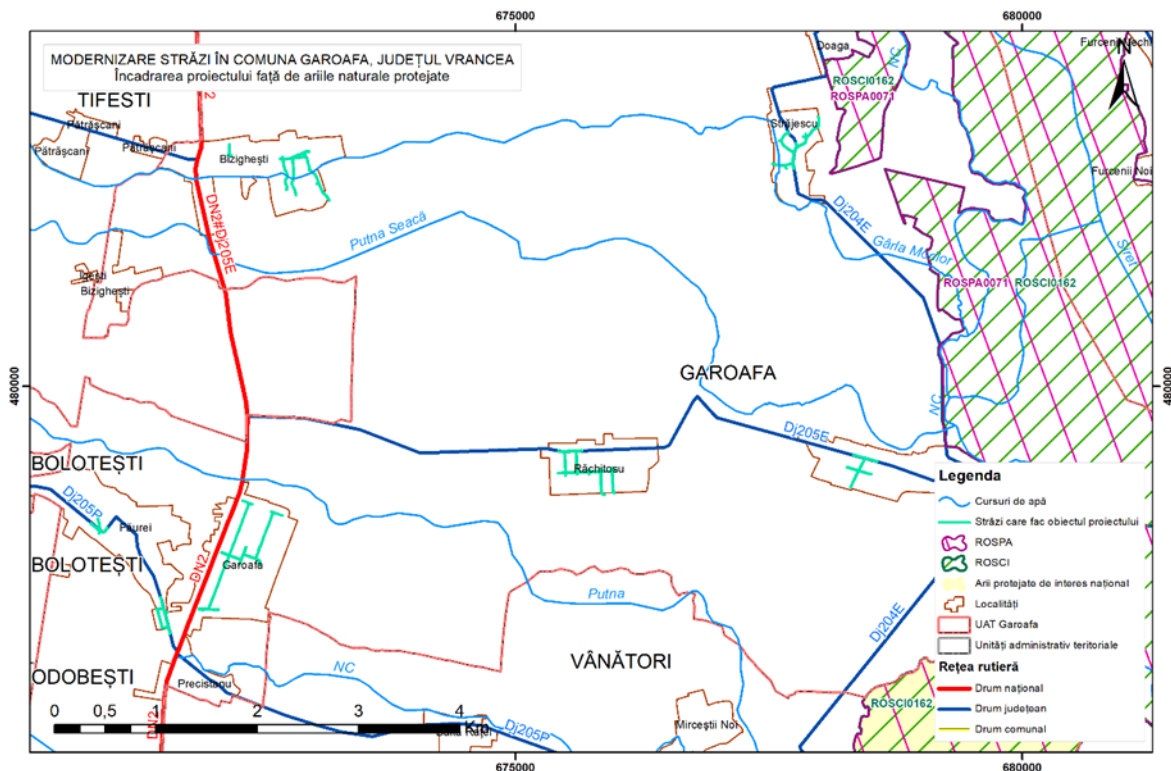 675000
680000
MODERNIZARE STRĂZI ÎN COMUNA GAROAFA, JUDEȚUL VRANCEA
Încadrarea proiectului față de ariile naturale protejate
Doaga
NC
N
ROSCI0162
ROSPA0071
TIFESTI
Pătrășcani
Pătrășcani
Pătrășcani
Bizighești
Străjescu
Furcenii Noi
DN2#Dj205E
Putna Seacă
Dj204E
Gârla Morilor
Siret
Bizighești
ROSPA0071
ROSCI0162
480000
480000
GAROAFA
NC
Dj205E
BOLOTEȘTI
Răchitosu
Dj205P
Păurei
BOLOTEȘTI
DN2
Garoafa
Putna
Dj204E
VÂNĂTORI
ODOBEȘTI
NC
Precistanu
DN2
0
0,5
1
2
3
4
Km
Dj205P
Mirceștii Noi
ROSCI0162
Legenda
Cursuri de apă
Străzi care fac obiectul proiectului
ROSPA
ROSCI
Arii protejate de interes național
Localități
UAT Garoafa
Unități administrativ teritoriale
Rețea rutieră
Drum național
Drum județean
Drum comunal
675000
680000